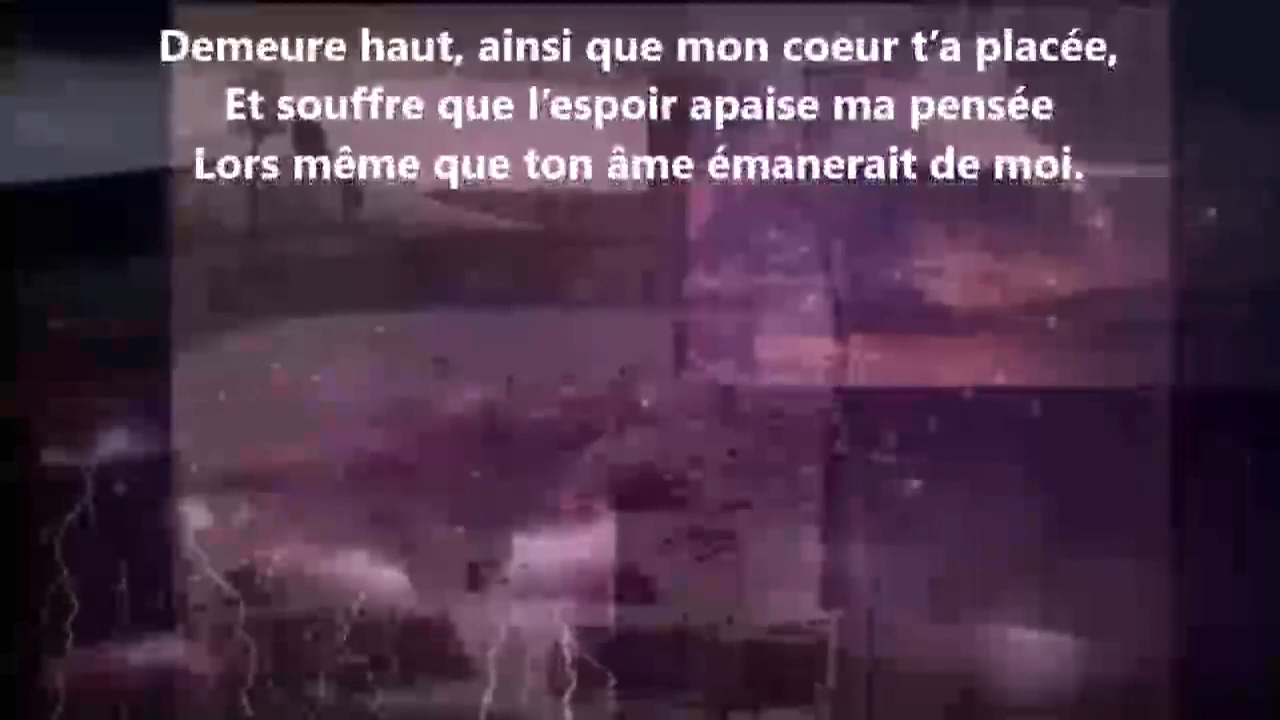 Demeure haut, ainsi que mon coeur t’a placée,
Et souffre que l’espoir apaise ma pensée
Lors même que ton âme émanerait de moi.